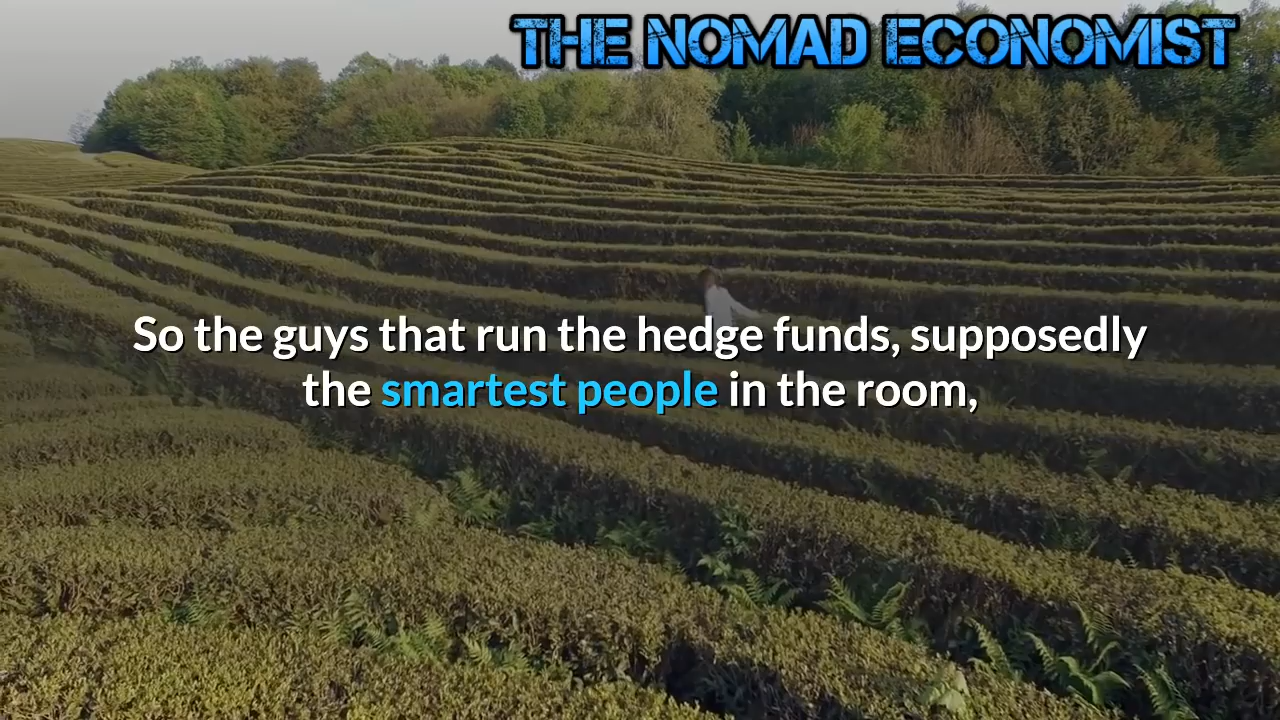 THE NOMAD ECONOMIST
So the guys that run the hedge funds, supposedly
the smartest people in the room,